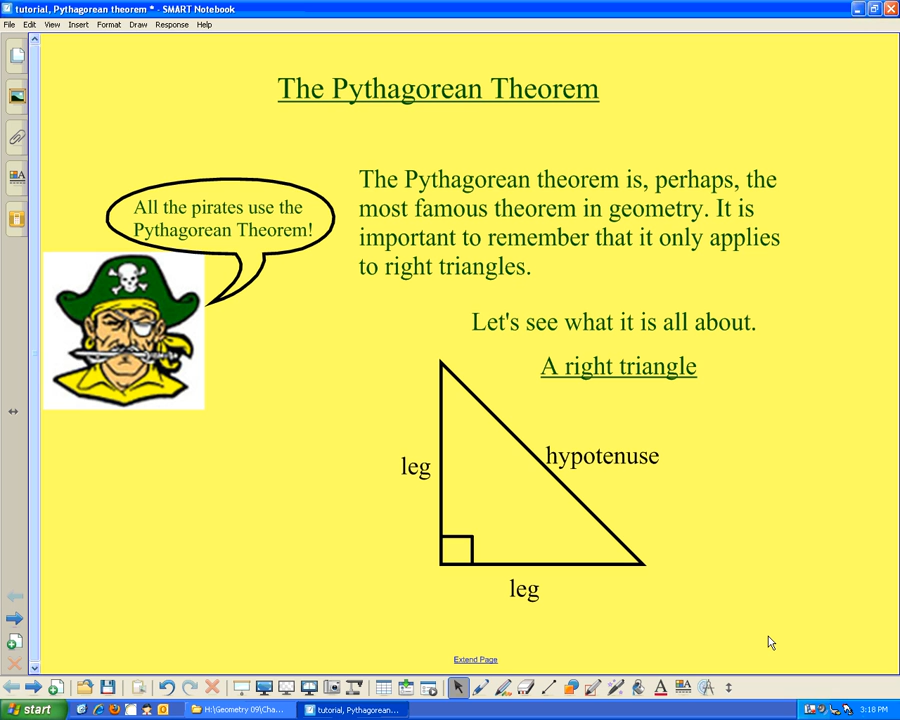 tutorial, Pythagorean theorem * - SMART Notebook
File Edit View Insert Format Draw Response Help
The Pythagorean Theorem
All the pirates use the
Pythagorean Theorem!
The Pythagorean theorem is, perhaps, the
most famous theorem in geometry. It is
important to remember that it only applies
to right triangles.
Let's see what it is all about.
A right triangle
hypotenuse
leg
leg
Extend Page
start
H:\Geometry 09\Cha...
tutorial, Pythagorean...
3:18 PM